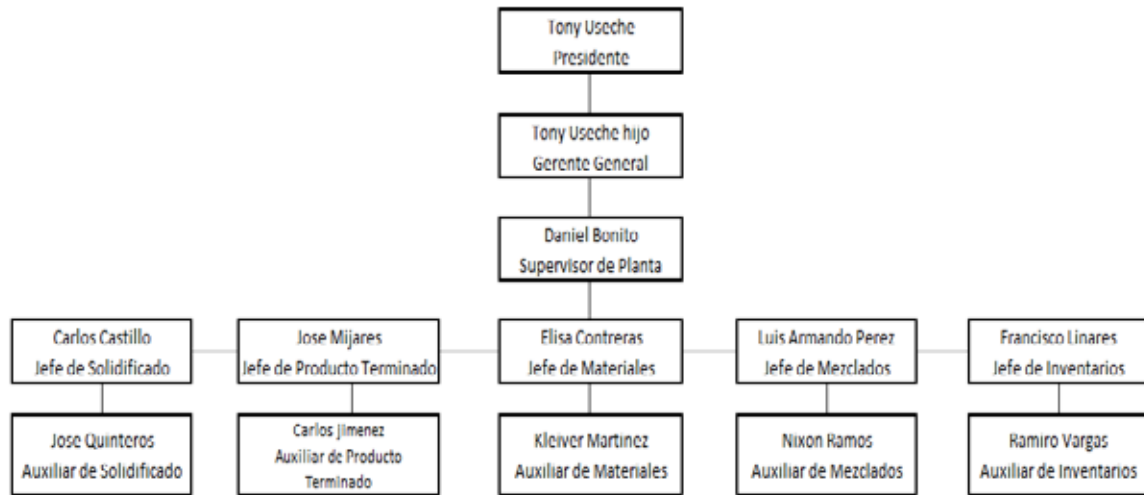 Tony Useche
Presidente
Tony Useche hijo
Gerente General
Daniel Bonito
Supervisor de Planta
Carlos Castillo
Jefe de Solidificado
Jose Mijares
Jefe de Producto Terminado
Elisa Contreras
Jefe de Materiales
Luis Armando Perez
Jefe de Mezclados
Francisco Linares
Jefe de Inventarios
Jose Quinteros
Auxiliar de Solidificado
Carlos Jimenez
Auxiliar de Producto
Terminado
Kleiver Martinez
Auxiliar de Materiales
Nixon Ramos
Auxiliar de Mezclados
Ramiro Vargas
Auxiliar de Inventarios